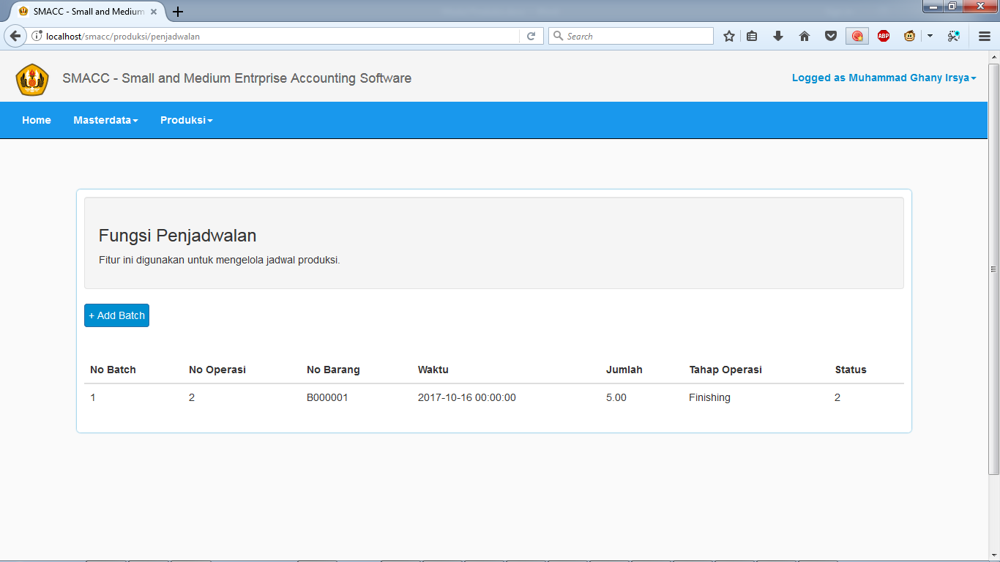 SMACC - Small and Medium
localhost/smacc/produksi/penjadwalan
Search
ABP
SMACC - Small and Medium Entrprise Accounting Software
Logged as Muhammad Ghany Irsya
Home Masterdata Produksi
Fungsi Penjadwalan
Fitur ini digunakan untuk mengelola jadwal produksi.
+ Add Batch
No Batch No Operasi No Barang Waktu Jumlah Tahap Operasi Status
1 2 B000001 2017-10-16 00:00:00 5.00 Finishing 2